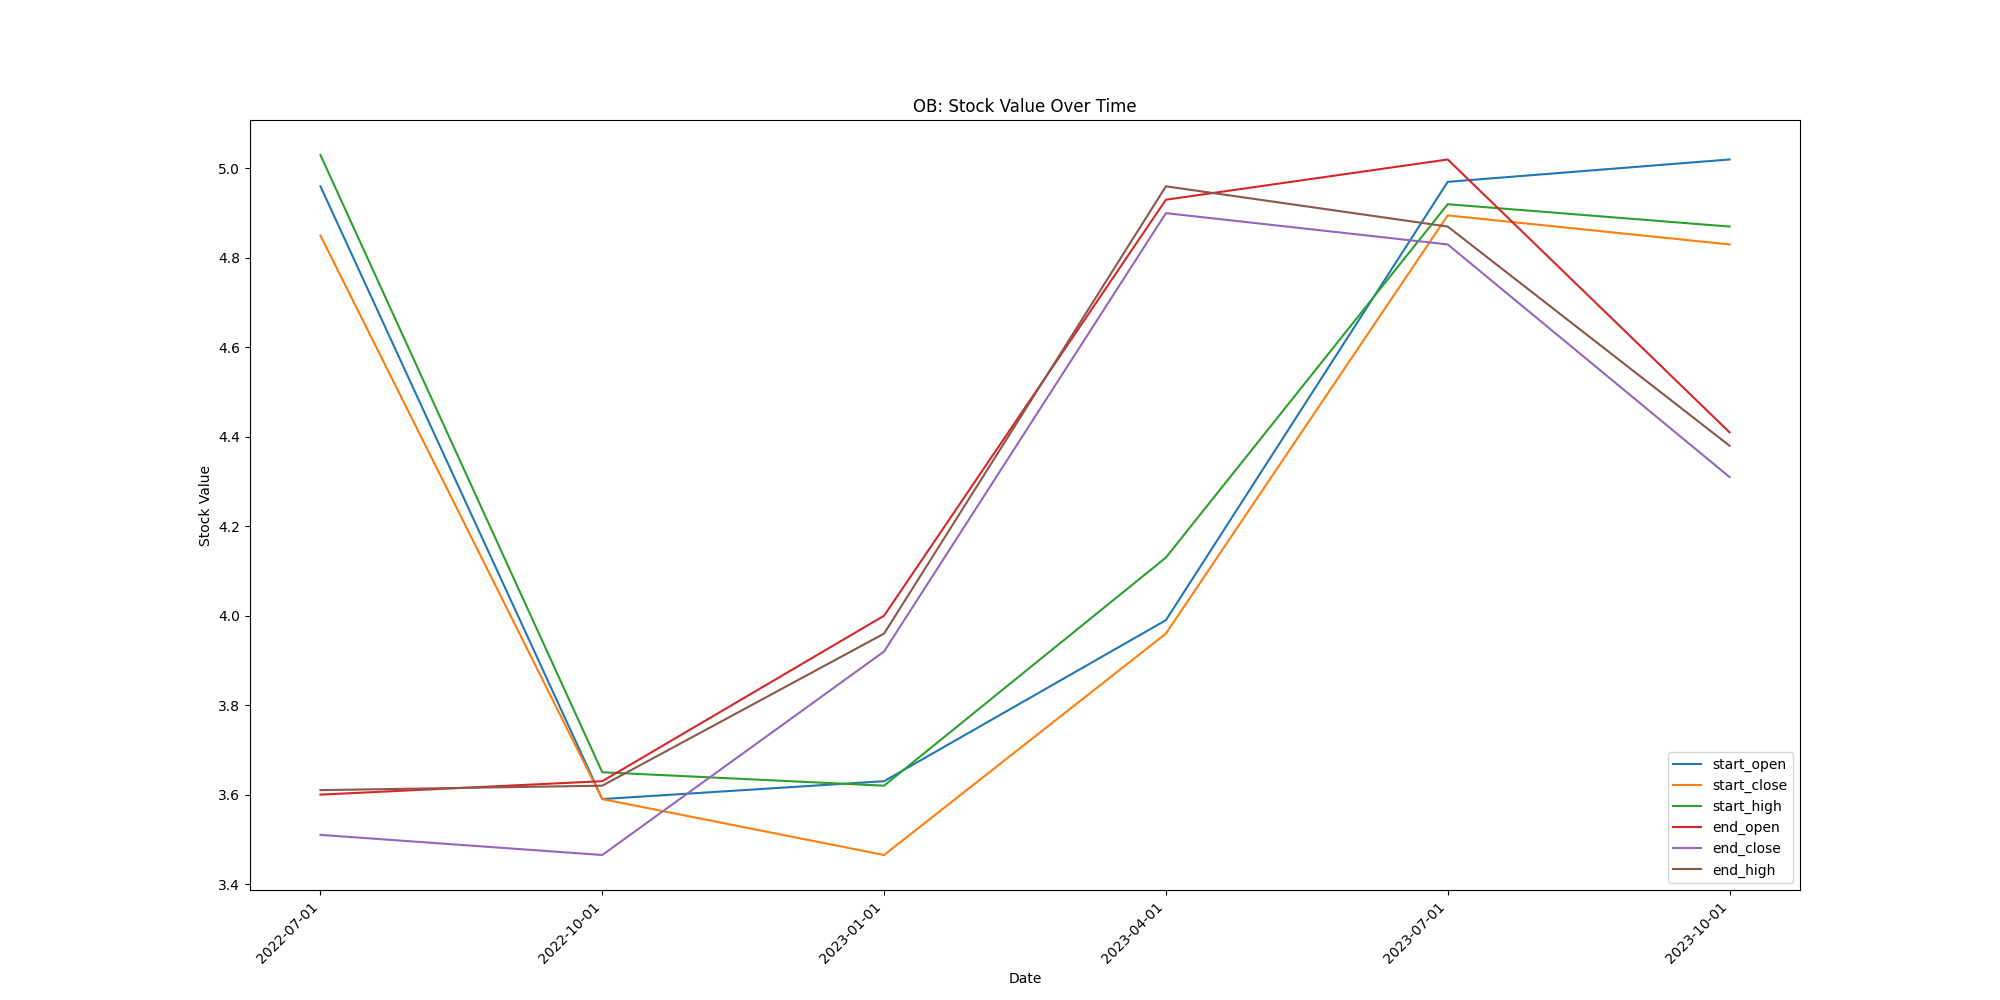 OB: Stock Value Over Time
Stock Value
5.0
4.8
4.6
4.4
4.2
4.0
3.8
3.6
3.4
start_open
start_close
start_high
end_open
end_close
end_high
2022-07-01
2022-10-01
2023-01-01
2023-04-01
2023-07-01
2023-10-01
Date